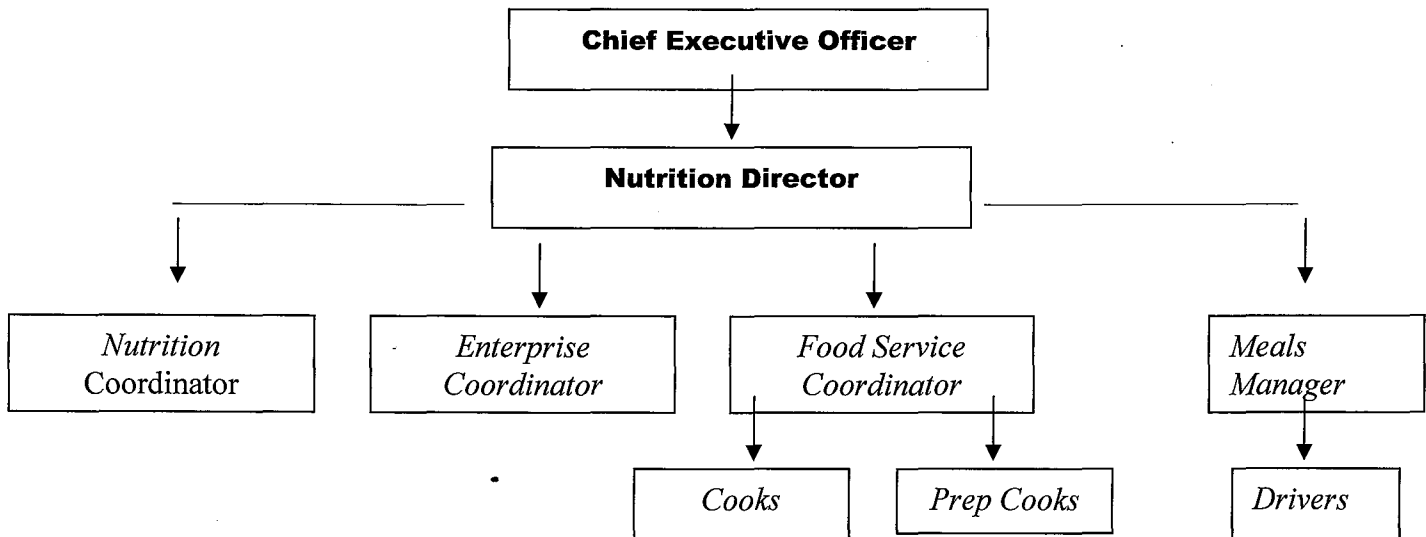 Chief Executive Officer
Nutrition Director
Nutrition
Coordinator
Enterprise
Coordinator
Food Service
Coordinator
Meals
Manager
Cooks
Prep Cooks
Drivers